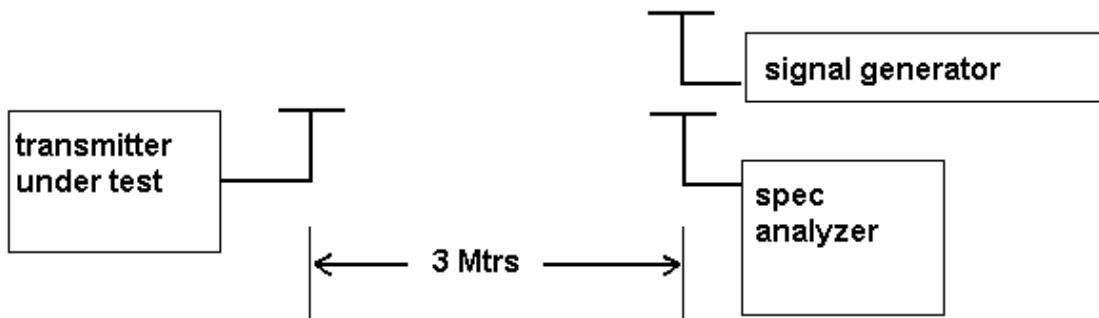 signal generator
transmitter
under test
spec
analyzer
3 Mtrs